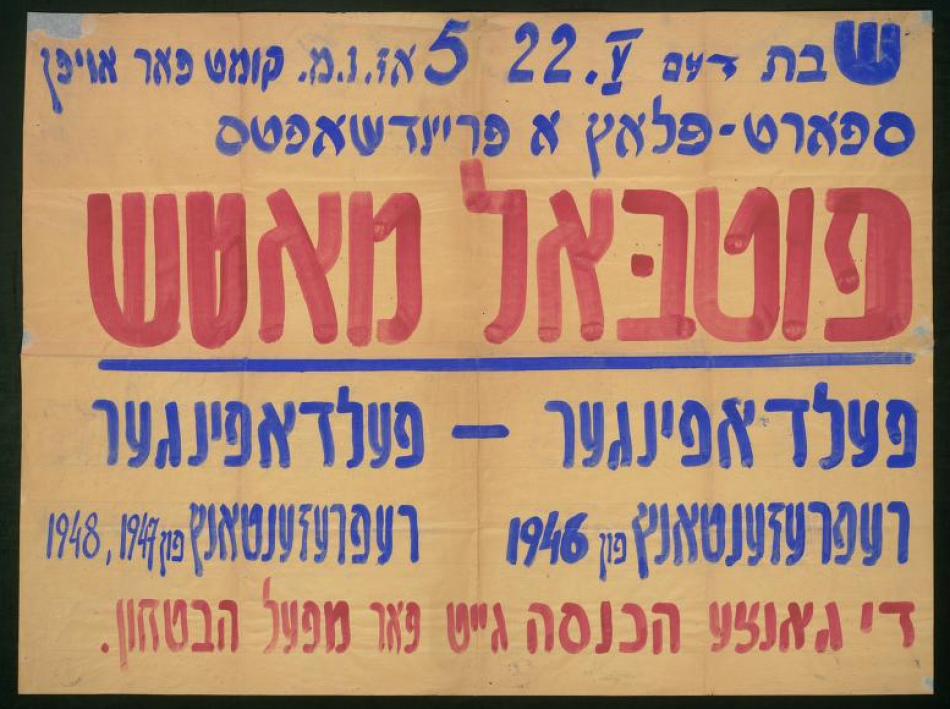 שבת דעם 22.V 5 אז.נ.מ. קומט פאר אויפן
ספארט-פלאץ א פריינדשאפטס
פוטבאל מאטש
פעלדאפינגער — פעלדאפינגער
רעפרעזענטאנץ פון 1946 רעפרעזענטאנץ פון 1947, 1948
די גאנצע הכנסה גייט פאר מפעל הבטחון.